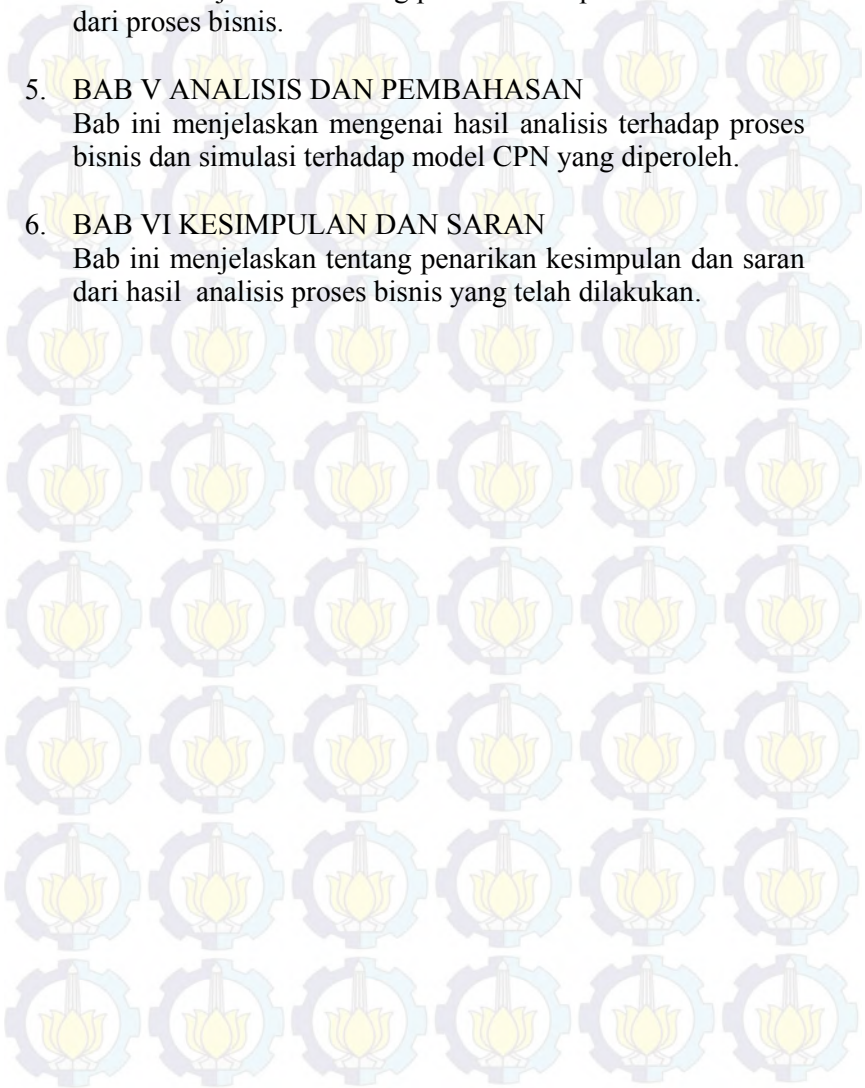 dari proses bisnis.
5. BAB V ANALISIS DAN PEMBAHASAN
Bab ini menjelaskan mengenai hasil analisis terhadap proses
bisnis dan simulasi terhadap model CPN yang diperoleh.
6. BAB VI KESIMPULAN DAN SARAN
Bab ini menjelaskan tentang penarikan kesimpulan dan saran
dari hasil analisis proses bisnis yang telah dilakukan.